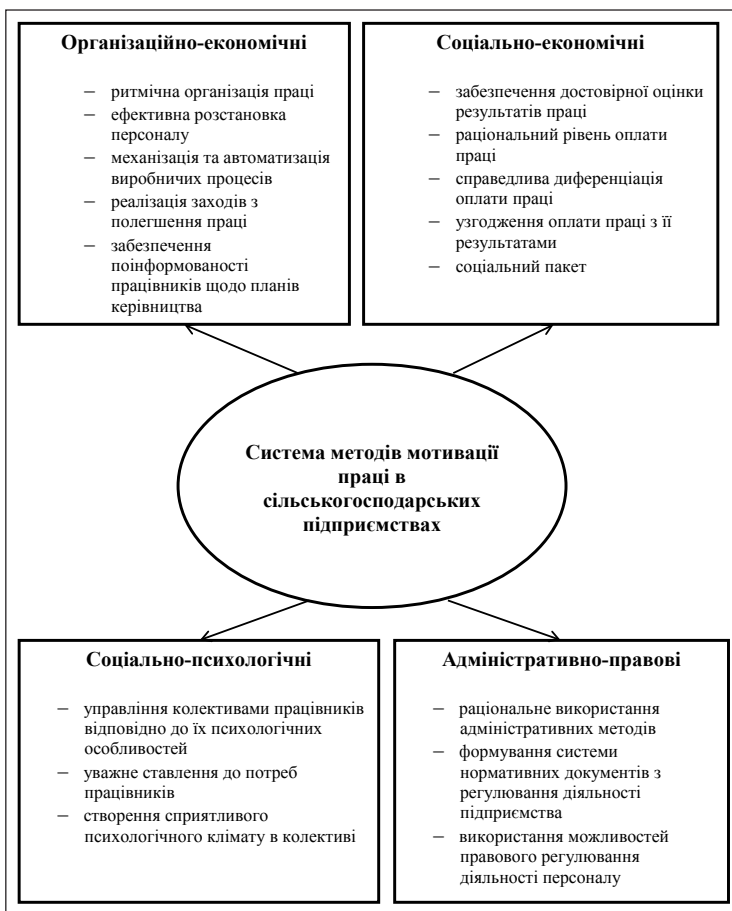 Організаційно-економічні
– ритмічна організація праці
– ефективна розстановка
персоналу
– механізація та автоматизація
виробничих процесів
– реалізація заходів з
полегшення праці
– забезпечення
поінформованості
працівників щодо планів
керівництва
Соціально-економічні
– забезпечення достовірної оцінки
результатів праці
– раціональний рівень оплати
праці
– справедлива диференціація
оплати праці
– узгодження оплати праці з її
результатами
– соціальний пакет
Система методів мотивації
праці в
сільськогосподарських
підприємствах
Соціально-психологічні
– управління колективами працівників
відповідно до їх психологічних
особливостей
– уважне ставлення до потреб
працівників
– створення сприятливого
психологічного клімату в колективі
Адміністративно-правові
– раціональне використання
адміністративних методів
– формування системи
нормативних документів з
регулювання діяльності
підприємства
– використання можливостей
правового регулювання
діяльності персоналу